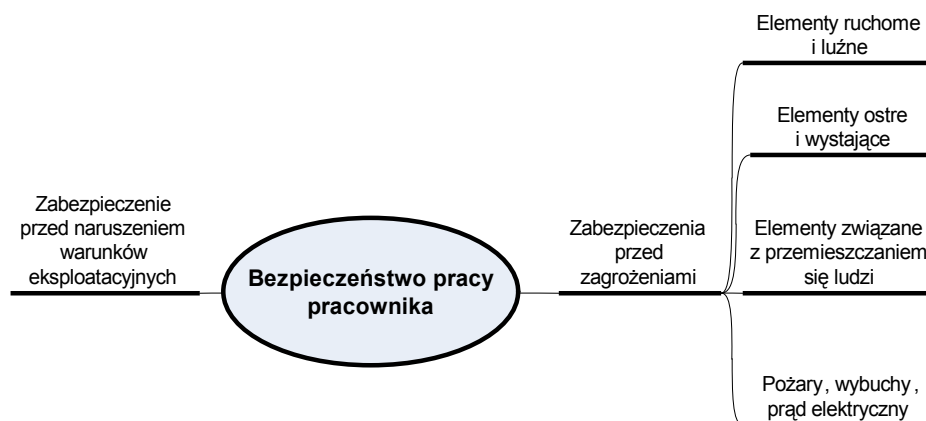 Elementy ruchome
i luźne
Elementy ostre
i wystające
Zabezpieczenie
przed naruszeniem
warunków
eksploatacyjnych
Bezpieczeństwo pracy
pracownika
Zabezpieczenia
przed
zagrożeniami
Elementy związane
z przemieszczaniem
się ludzi
Pożary, wybuchy,
prąd elektryczny